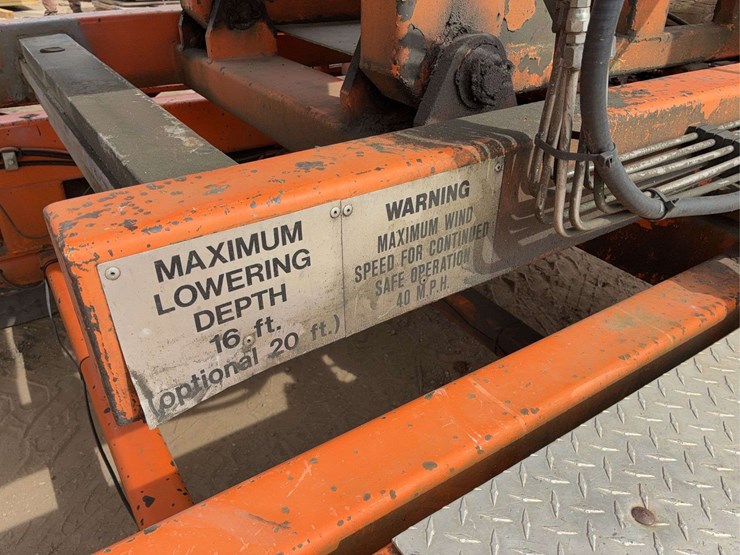 MAXIMUM
LOWERING
DEPTH
16 ft.
(optional 20 ft.)
WARNING
MAXIMUM WIND
SPEED FOR CONTINUED
SAFE OPERATION
40 M.P.H.